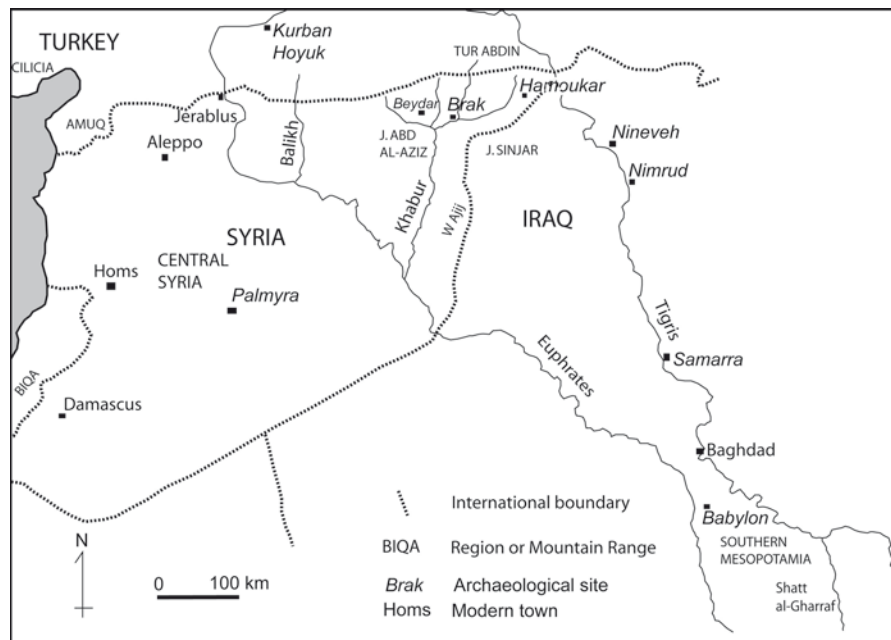 TURKEY
Kurban
Hoyuk
CILICIA
TUR ABDIN
Hamoukar
Beydar
Brak
Jerablus
AMUQ
Aleppo
Balikh
J. ABD
AL-AZIZ
J. SINJAR
Nineveh
Nimrud
Khabur
W Ajij
IRAQ
SYRIA
CENTRAL
SYRIA
Homs
Palmyra
Tigris
Euphrates
Samarra
BIQA
Damascus
Baghdad
Babylon
SOUTHERN
MESOPOTAMIA
Shatt
al-Gharraf
International boundary
BIQA Region or Mountain Range
Brak Archaeological site
Homs Modern town
N
0 100 km